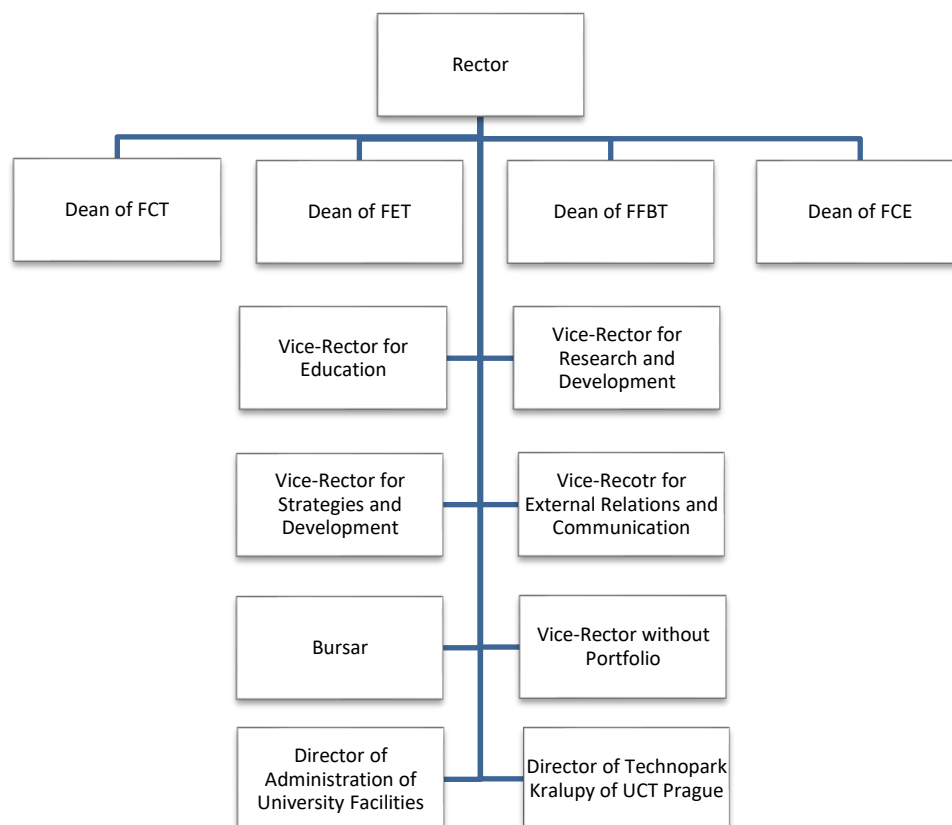 Rector
Dean of FCT
Dean of FET
Dean of FFBT
Dean of FCE
Vice-Rector for
Education
Vice-Rector for
Research and
Development
Vice-Rector for
Strategies and
Development
Vice-Recotr for
External Relations and
Communication
Bursar
Vice-Rector without
Portfolio
Director of
Administration of
University Facilities
Director of Technopark
Kralupy of UCT Prague